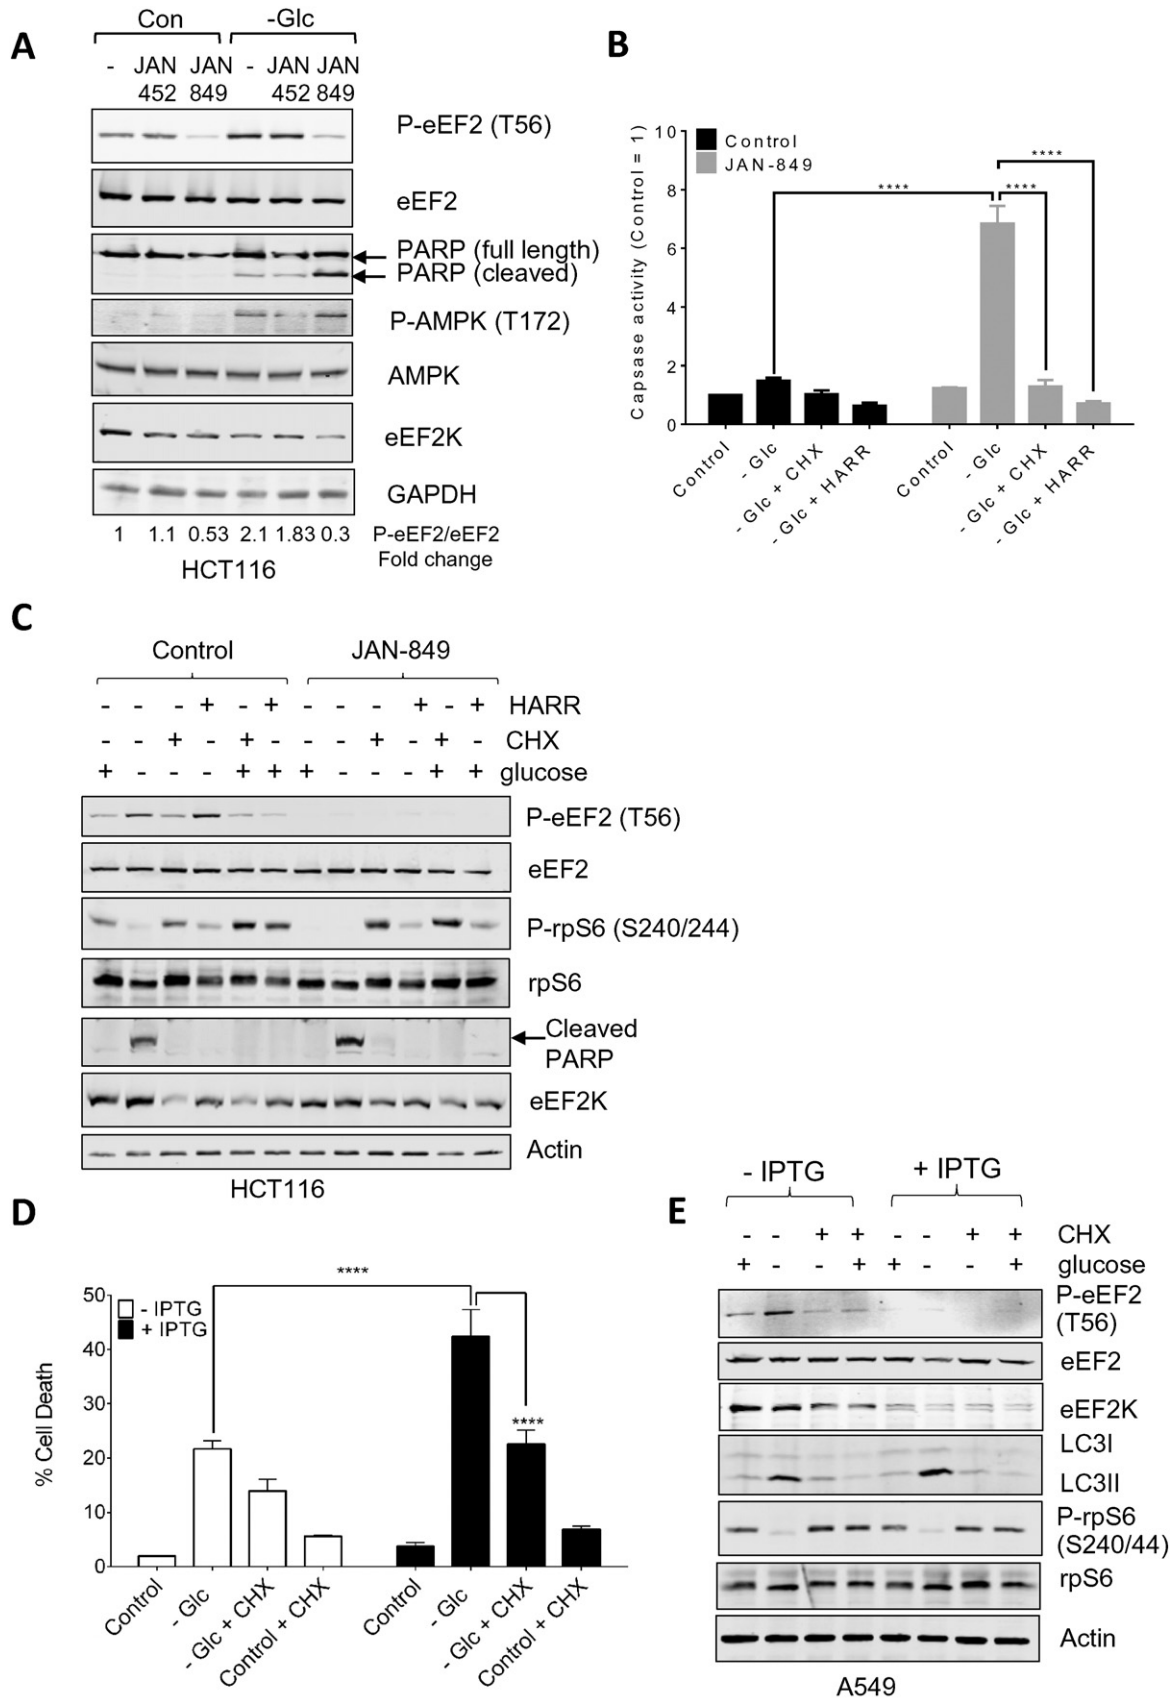 A
Con -Glc
- JAN JAN - JAN JAN
452 849 452 849
P-eEF2 (T56)
eEF2
PARP (full length)
PARP (cleaved)
P-AMPK (T172)
AMPK
eEF2K
GAPDH
1 1.1 0.53 2.1 1.83 0.3 P-eEF2/eEF2
Fold change
HCT116
B
Capsase activity (Control = 1)
10
8
6
4
2
0
Control
JAN-849
****
****
****
Control
- Glc
- Glc + CHX
- Glc + HARR
Control
- Glc
- Glc + CHX
- Glc + HARR
C
Control JAN-849
- - - + - + - - - + - + HARR
- - + - + - - - + - + - CHX
+ - - - + + + - - - + + glucose
P-eEF2 (T56)
eEF2
P-rpS6 (S240/244)
rpS6
Cleaved
PARP
eEF2K
Actin
HCT116
D
% Cell Death
50
40
30
20
10
0
- IPTG
+ IPTG
****
****
Control
- Glc
- Glc + CHX
Control + CHX
Control
- Glc
- Glc + CHX
Control + CHX
E
- IPTG + IPTG
- - + + - - + + CHX
+ - - + + - - + glucose
P-eEF2
(T56)
eEF2
eEF2K
LC3I
LC3II
P-rpS6
(S240/44)
rpS6
Actin
A549